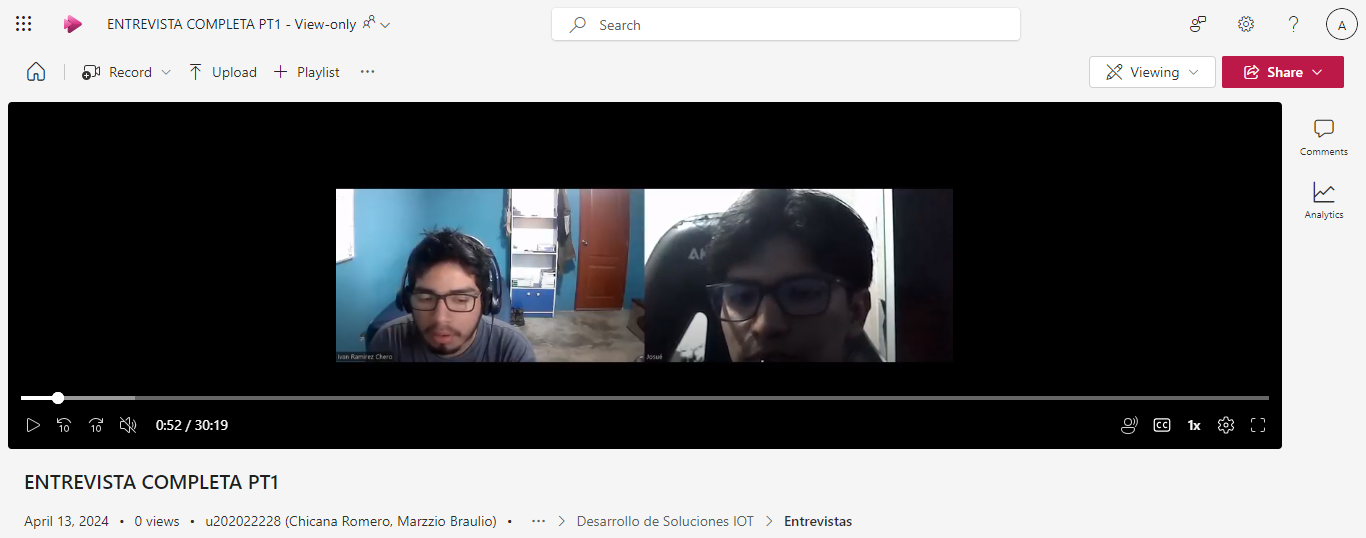 ENTREVISTA COMPLETA PT1 - View-only
Search
A
Record
Upload
Playlist
Viewing
Share
Comments
Analytics
AK
Ivan Ramirez Chero
Josué
10
10
0:52 / 30:19
CC
1x
ENTREVISTA COMPLETA PT1
April 13, 2024 • 0 views • u202022228 (Chicana Romero, Marzzio Braulio) • ··· > Desarrollo de Soluciones IOT > Entrevistas